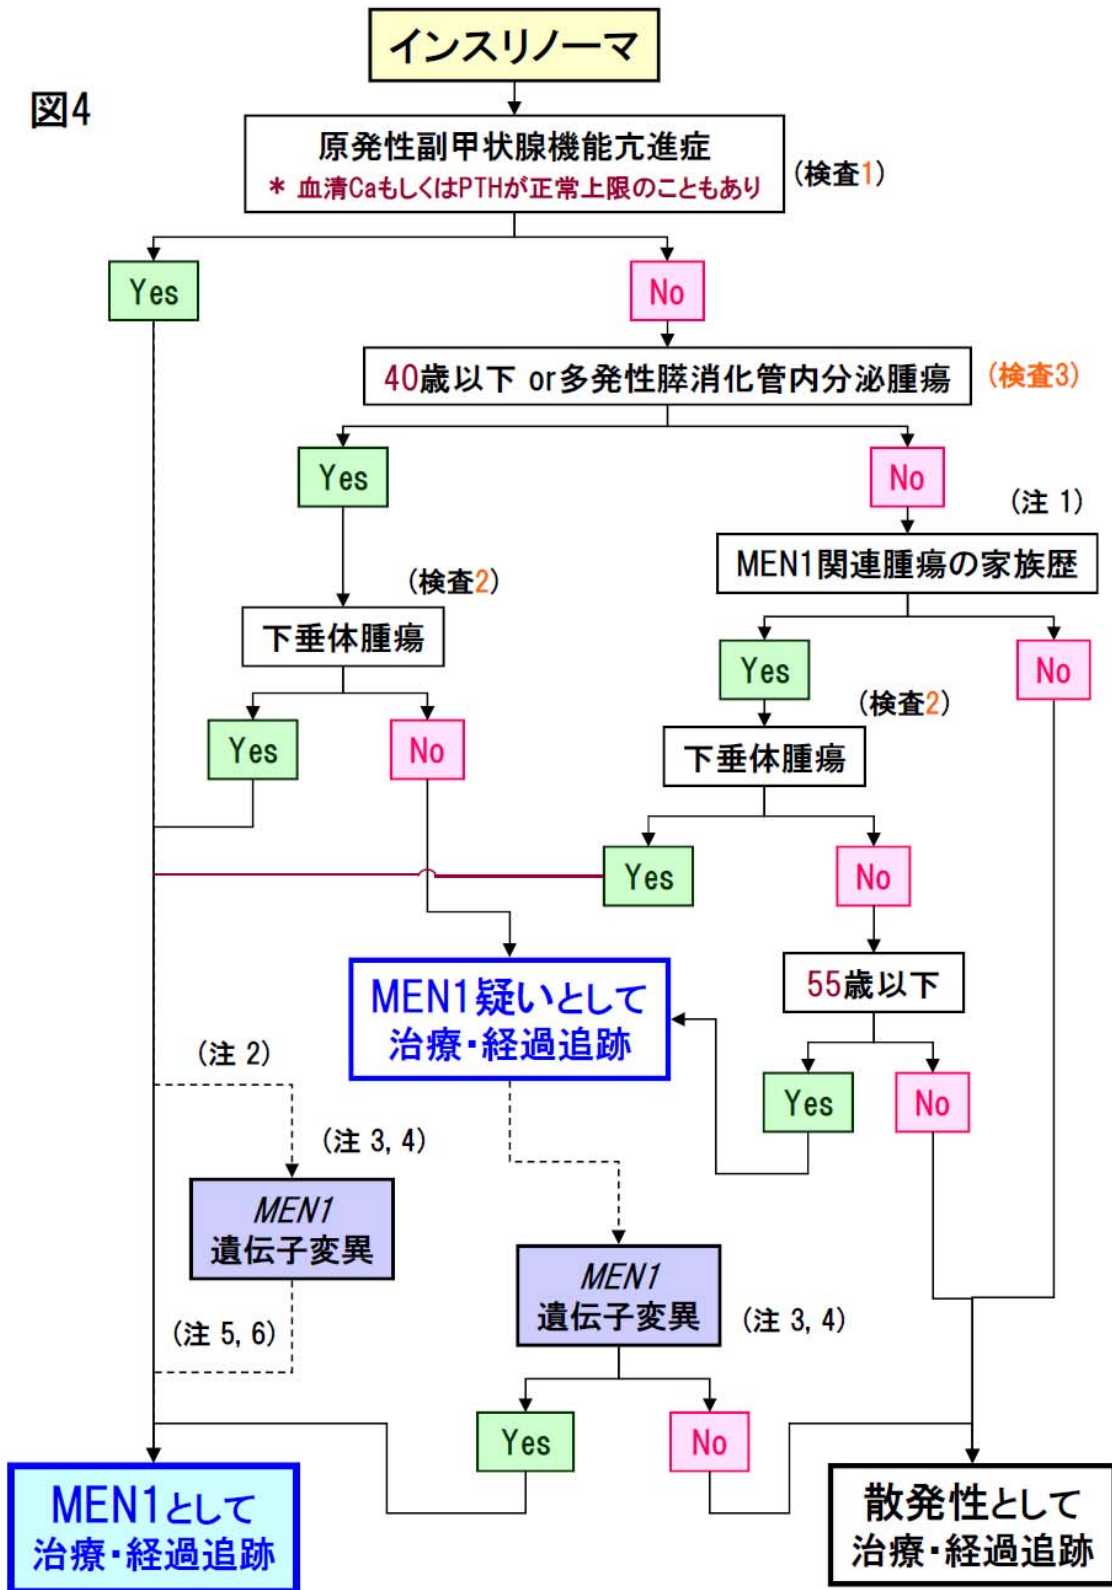 インスリノーマ
図4
原発性副甲状腺機能亢進症
* 血清CaもしくはPTHが正常上限のこともあり
(検査1)
Yes
No
40歳以下 or多発性膵消化管内分泌腫瘍
(検査3)
Yes
No
(注 1)
MEN1関連腫瘍の家族歴
(検査2)
下垂体腫瘍
Yes
No
(検査2)
Yes
No
下垂体腫瘍
Yes
No
55歳以下
MEN1疑いとして
治療・経過追跡
(注 2)
Yes
No
(注 3, 4)
MEN1
遺伝子変異
MEN1
遺伝子変異
(注 3, 4)
(注 5, 6)
Yes
No
MEN1として
治療・経過追跡
散発性として
治療・経過追跡